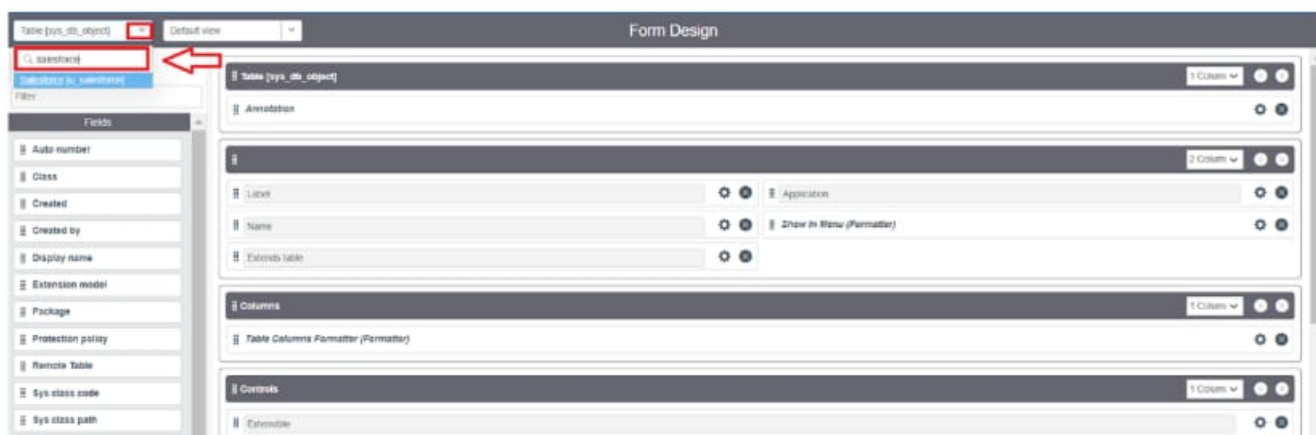 Table [sys_db_object]
Default view
Form Design
salesforce
Salesforce [u_salesforce]
Filter
Fields
Auto number
Class
Created
Created by
Display name
Extension model
Package
Protection policy
Remote Table
Sys class code
Sys class path
Table [sys_db_object]
1 Column
Annotation
2 Column
Label
Application
Name
Show in Menu (Formatter)
Extends table
Columns
1 Column
Table Columns Formatter (Formatter)
Controls
1 Column
Extensible